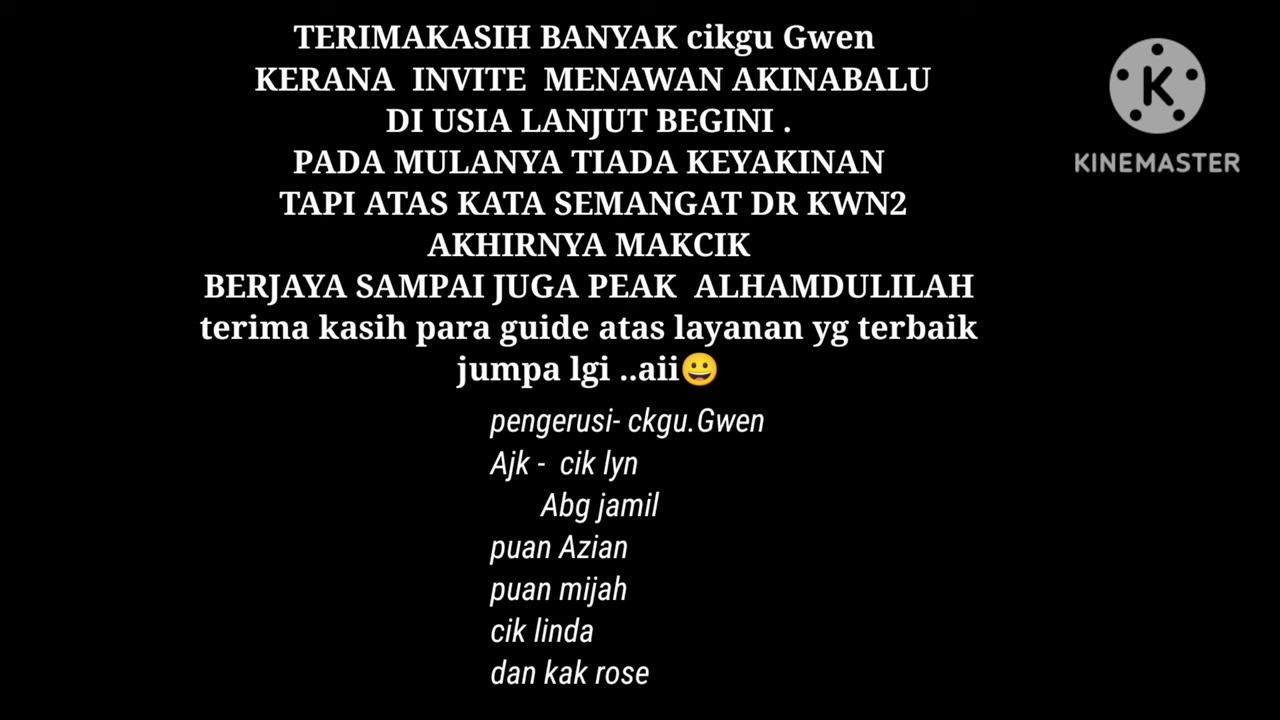 TERIMAKASIH BANYAK cikgu Gwen
KERANA INVITE MENAWAN AKINABALU
DI USIA LANJUT BEGINI .
PADA MULANYA TIADA KEYAKINAN
TAPI ATAS KATA SEMANGAT DR KWN2
AKHIRNYA MAKCIK
BERJAYA SAMPAI JUGA PEAK ALHAMDULILAH
terima kasih para guide atas layanan yg terbaik
jumpa lgi ..aii😀
pengerusi- ckgu.Gwen
Ajk - cik lyn
Abg jamil
puan Azian
puan mijah
cik linda
dan kak rose
K
KINEMASTER